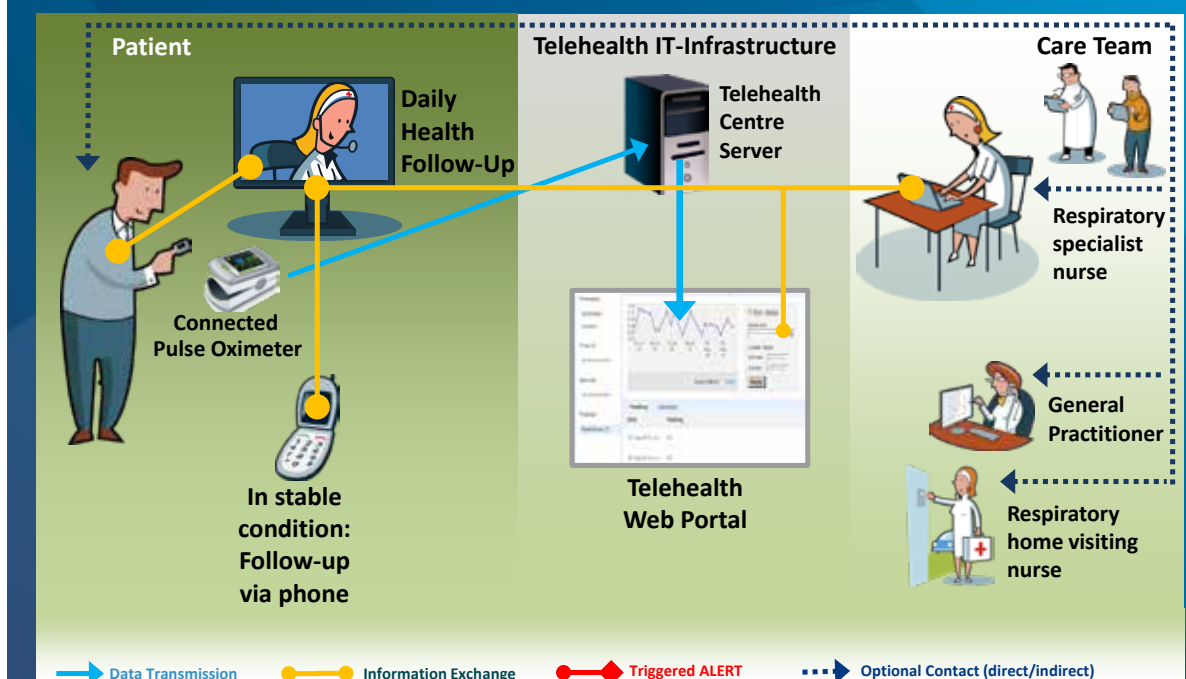 Patient
Telehealth IT-Infrastructure
Care Team
Daily
Health
Follow-Up
Telehealth
Centre
Server
Respiratory
specialist
nurse
Connected
Pulse Oximeter
General
Practitioner
In stable
condition:
Follow-up
via phone
Telehealth
Web Portal
Respiratory
home visiting
nurse
Data Transmission
Information Exchange
Triggered ALERT
Optional Contact (direct/indirect)